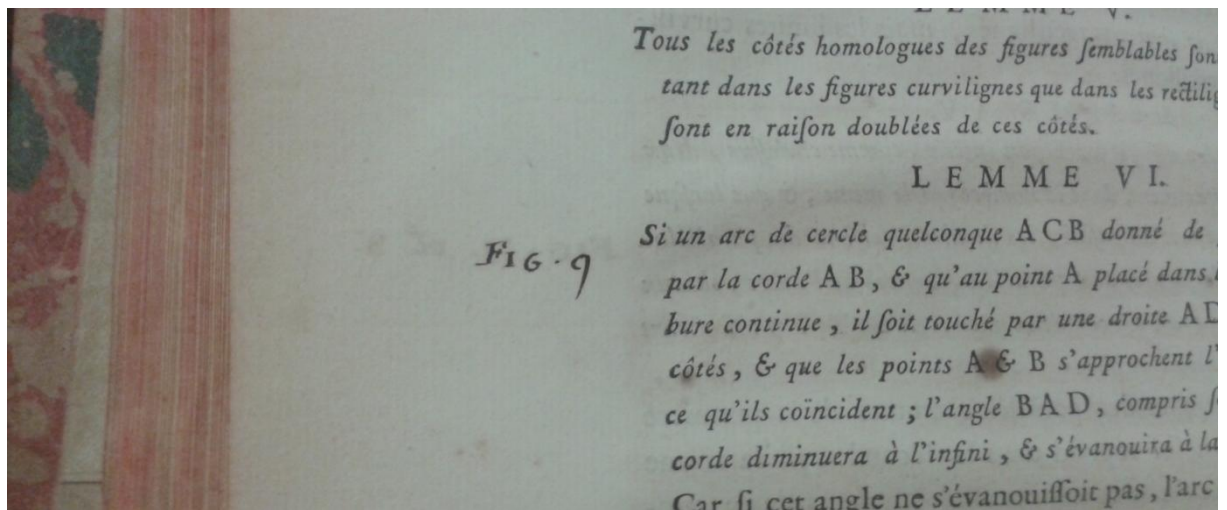 LEMME V.
Tous les côtés homologues des figures ſemblables
tant dans les figures curvilignes que dans les
ſont en raiſon doublées de ces côtés.
LEMME VI.
Si un arc de cercle quelconque ACB donné de
FIG. 9
par la corde AB, & qu'au point A placé dans
bure continue, il ſoit touché par une droite AD
côtés, & que les points A & B s'approchent
ce qu'ils coïncident ; l'angle BAD, compris
corde diminuera à l'infini, & s'évanouira à la
Car ſi cet angle ne s'évanouiſſoit pas, l'arc